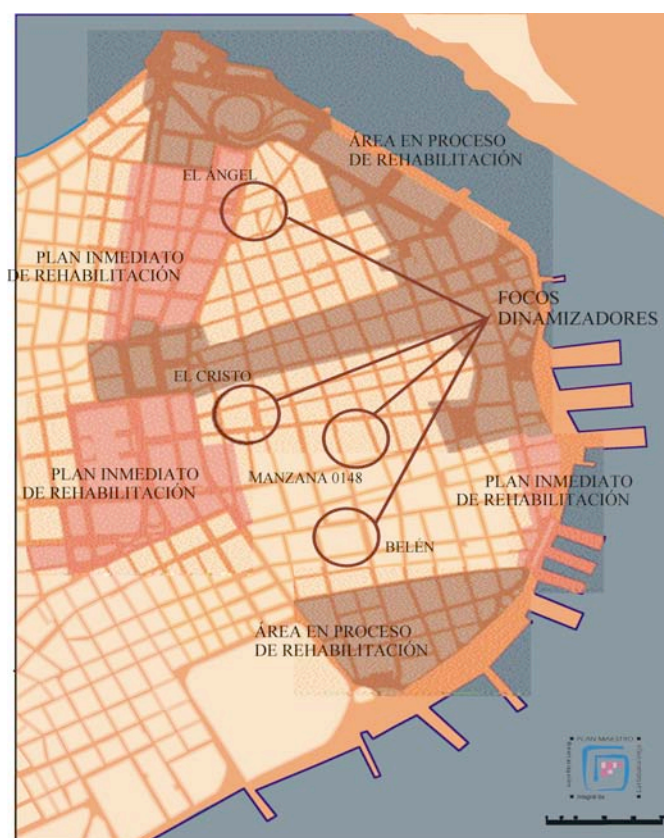 ÁREA EN PROCESO
DE REHABILITACIÓN
EL ÁNGEL
PLAN INMEDIATO
DE REHABILITACIÓN
FOCOS
DINAMIZADORES
EL CRISTO
PLAN INMEDIATO
DE REHABILITACIÓN
MANZANA 0148
PLAN INMEDIATO
DE REHABILITACIÓN
BELÉN
ÁREA EN PROCESO
DE REHABILITACIÓN
PLAN MAESTRO